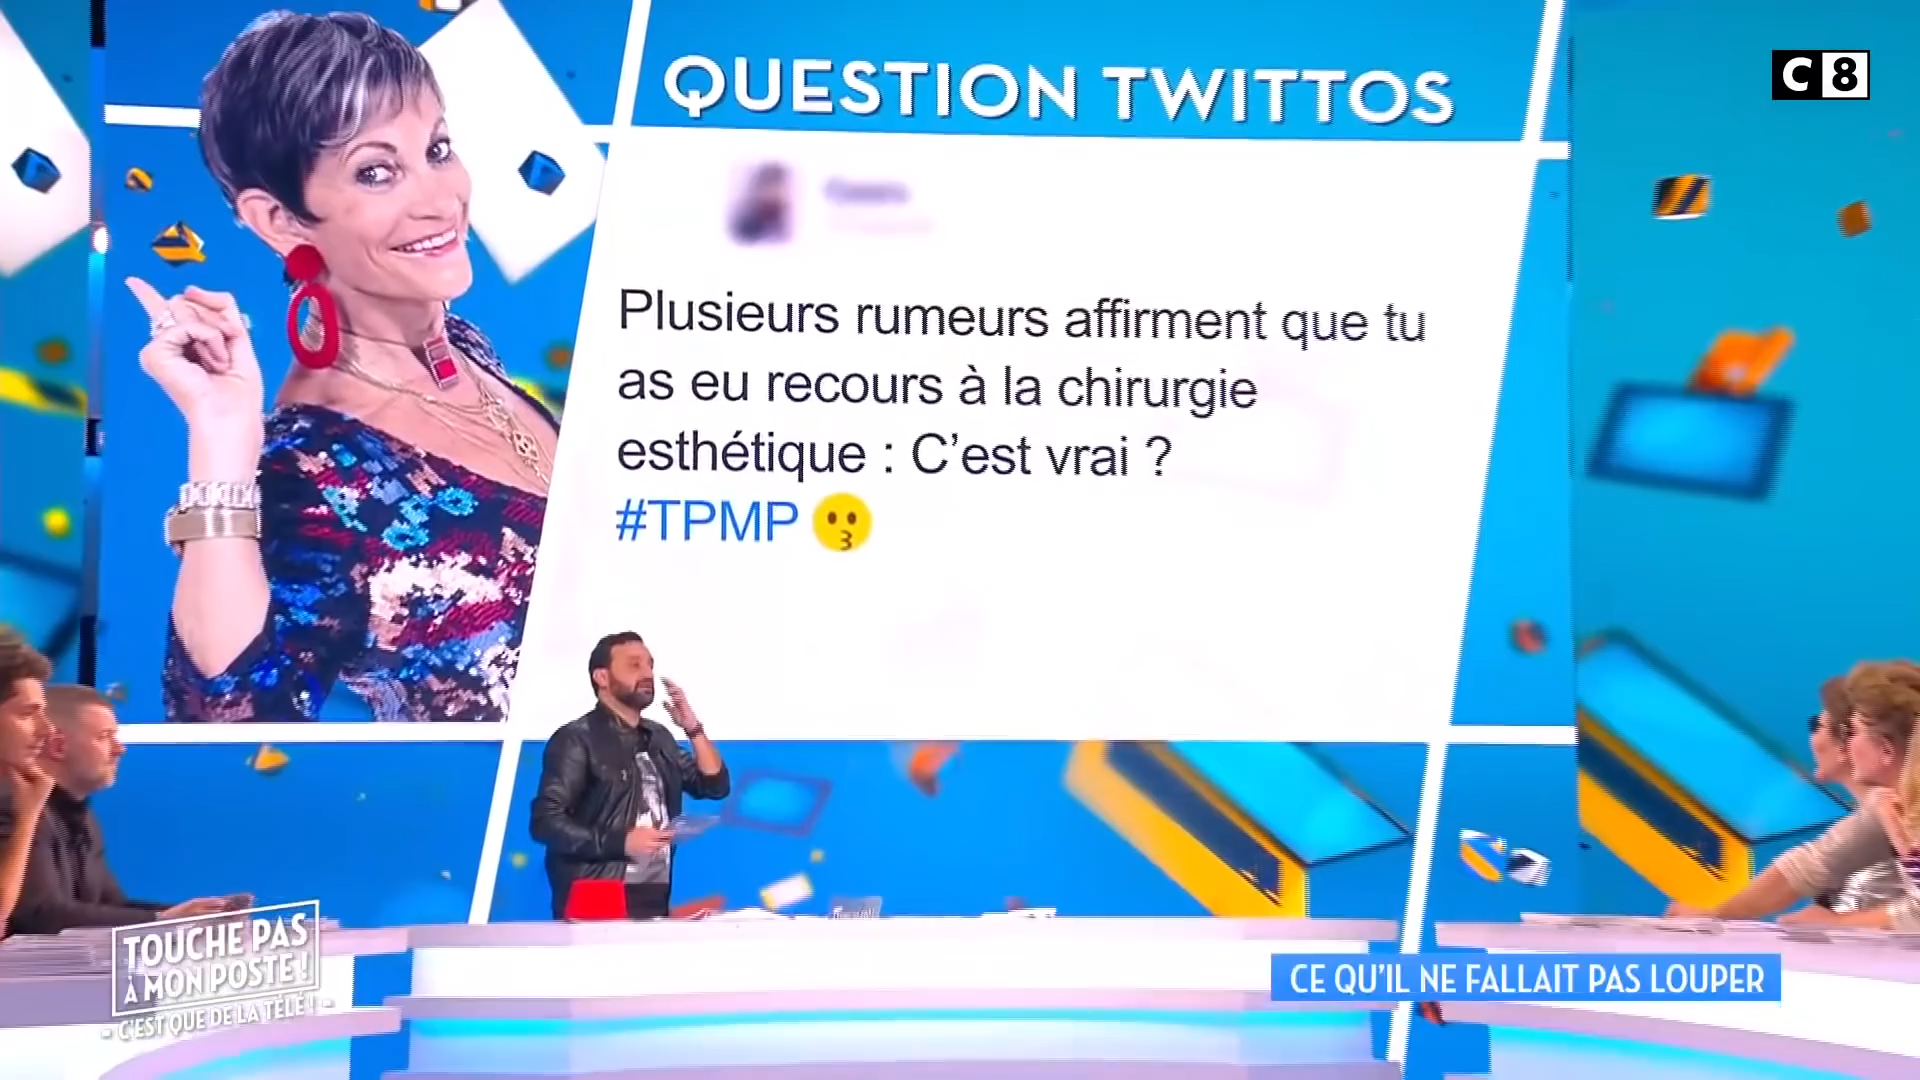 C8
QUESTION TWITTOS
Plusieurs rumeurs affirment que tu
as eu recours à la chirurgie
esthétique : C'est vrai ?
#TPMP
TOUCHE PAS
À MON POSTE !
- C'EST QUE DE LA TÉLÉ ! -
CE QU'IL NE FALLAIT PAS LOUPER